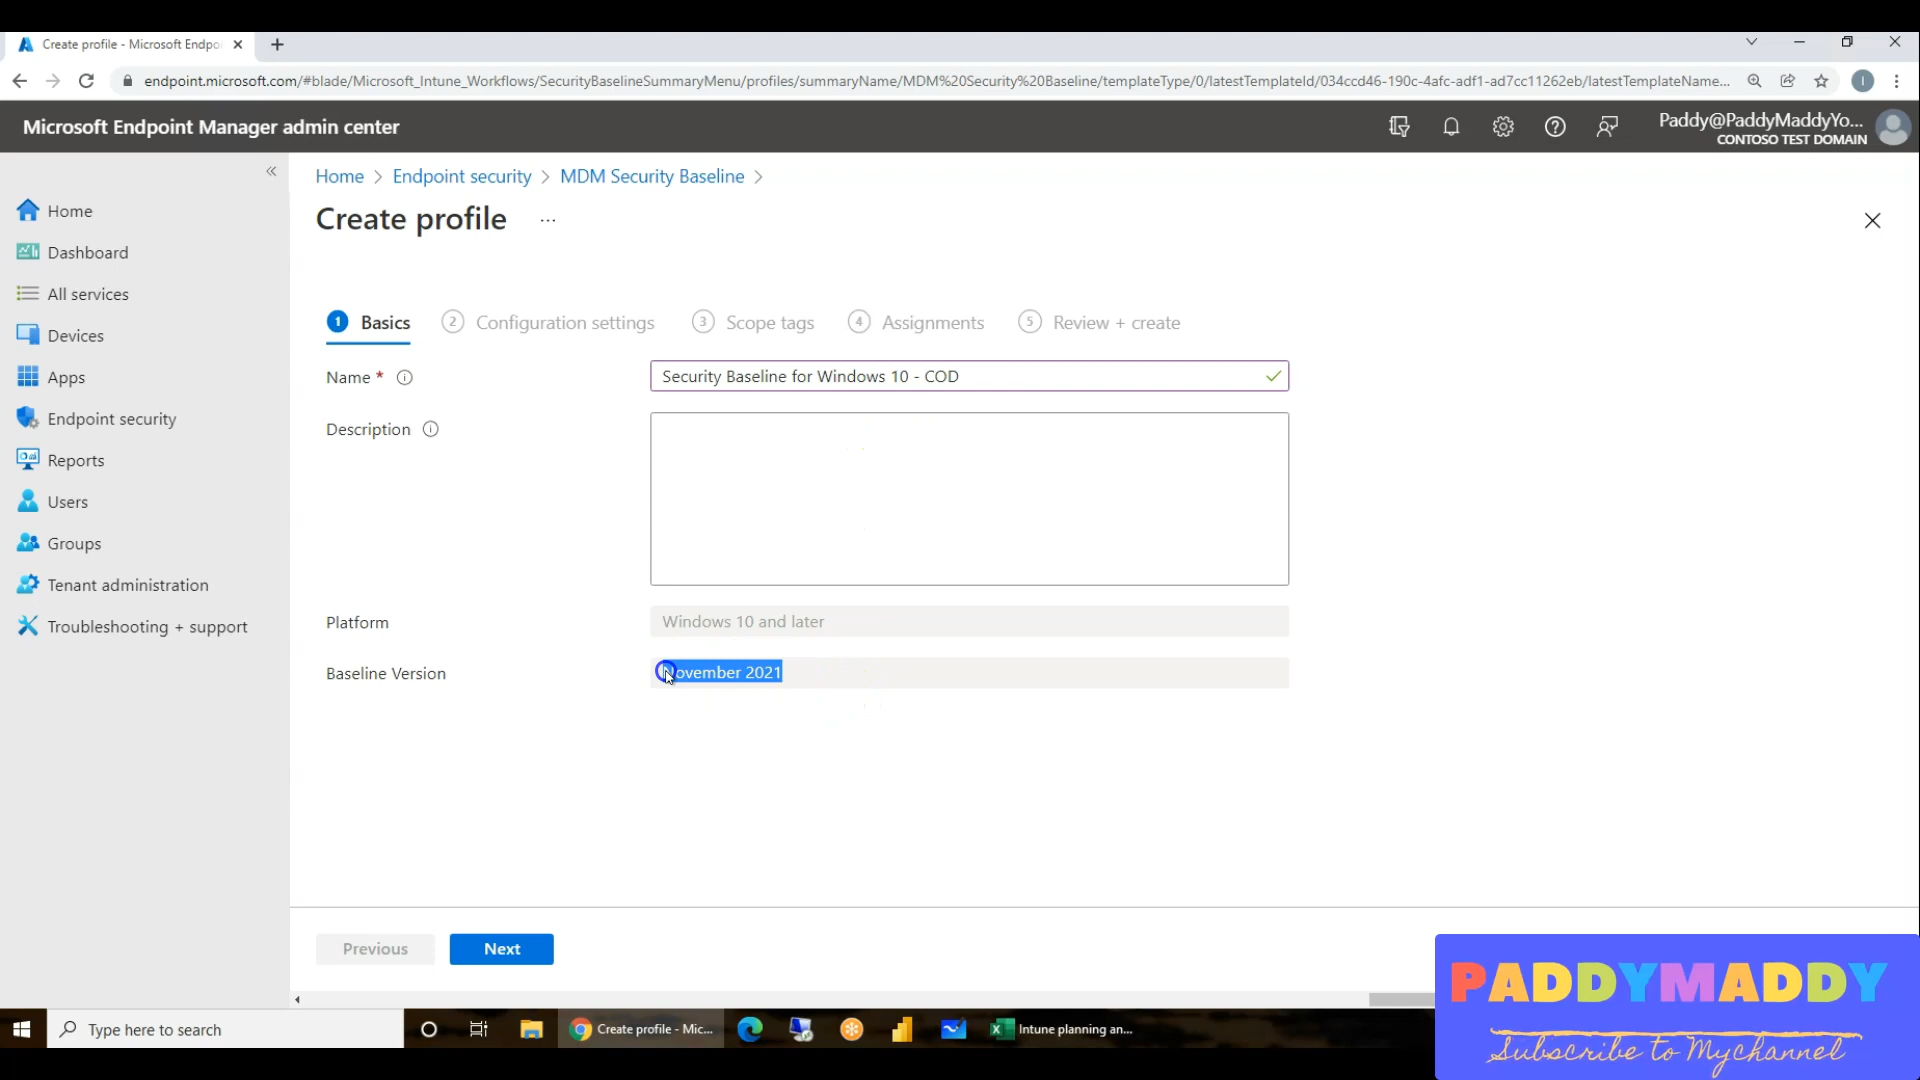 Create profile - Microsoft Endpo
endpoint.microsoft.com/#blade/Microsoft_Intune_Workflows/SecurityBaselineSummaryMenu/profiles/summaryName/MDM%20Security%20Baseline/templateType/0/latestTemplateId/034ccd46-190c-4afc-adf1-ad7cc11262eb/latestTemplateName...
I
Microsoft Endpoint Manager admin center
Paddy@PaddyMaddyYo...
CONTOSO TEST DOMAIN
Home
Dashboard
All services
Devices
Apps
Endpoint security
Reports
Users
Groups
Tenant administration
Troubleshooting + support
Home > Endpoint security > MDM Security Baseline >
Create profile ...
1 Basics 2 Configuration settings 3 Scope tags 4 Assignments 5 Review + create
Name * Security Baseline for Windows 10 - COD
Description
Platform Windows 10 and later
Baseline Version November 2021
Previous Next
PADDYMADDY
Subscribe to Mychannel
Type here to search
Create profile - Mic...
Intune planning an...